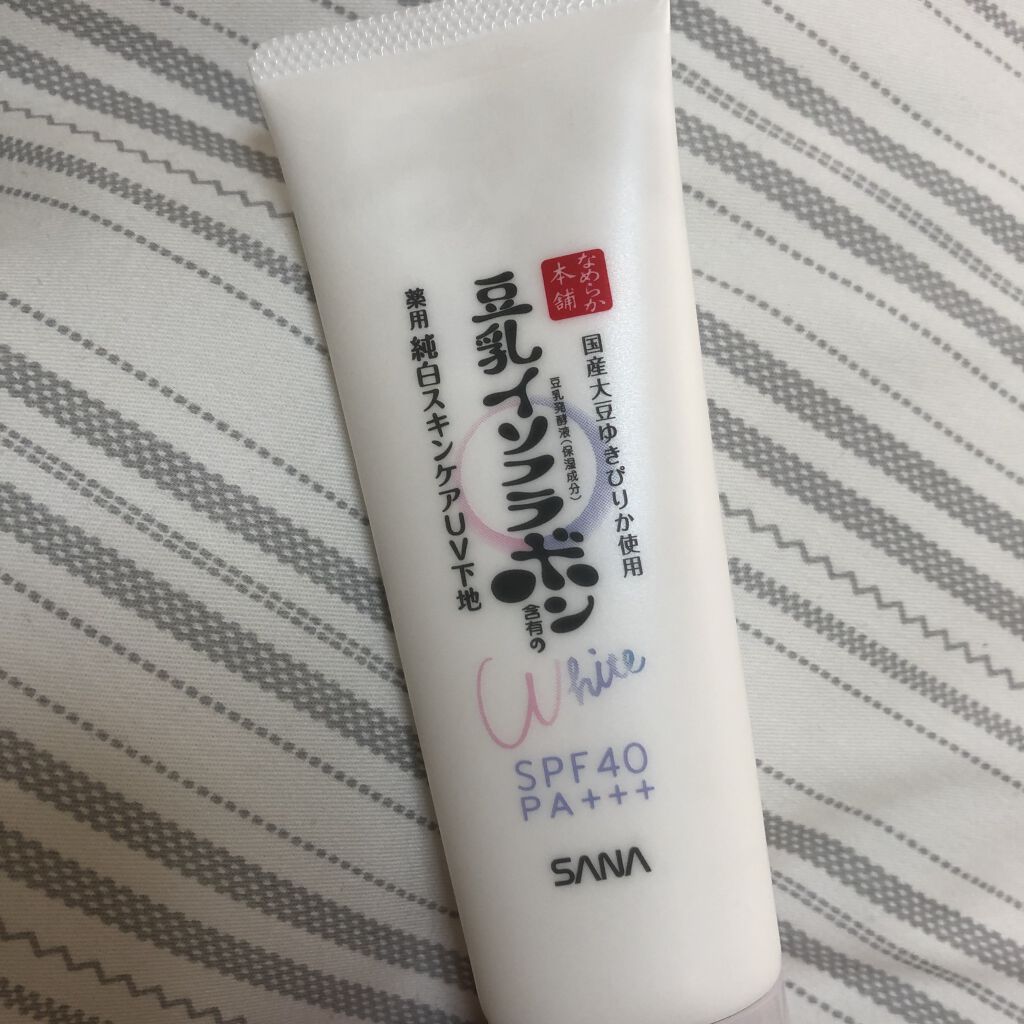 なめらか
本舗
国産大豆ゆきぴりか使用
豆乳発酵液(保湿成分)
豆乳イソフラボン
含有の
薬用 純白スキンケアUV下地
White
SPF40
PA+++
SANA